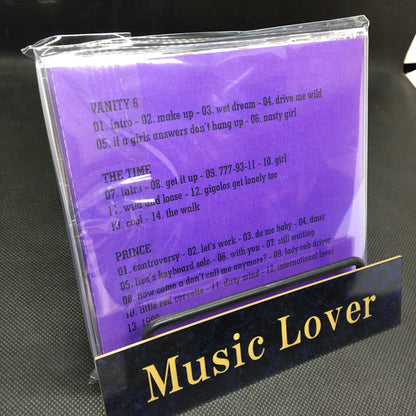 VANITY 6
01. intro - 02. make up - 03. wet dream - 04. drive me wild
05. if a girls answers don't hang up - 06. nasty girl
THE TIME
07. intro - 08. get it up - 09. 777-93-11 - 10. girl
11. wild and loose - 12. gigolos get lonely too
13. cool - 14. the walk
PRINCE
01. controversy - 02. let's work - 03. do me baby - 04. dmsr
05. lisa's keyboard solo - 06. with you - 07. still waiting
08. how come u don't call me anymore? - 09. lady cab driver
10. little red corvette - 11. dirty mind - 12. international lover
13. 1999
Music Lover